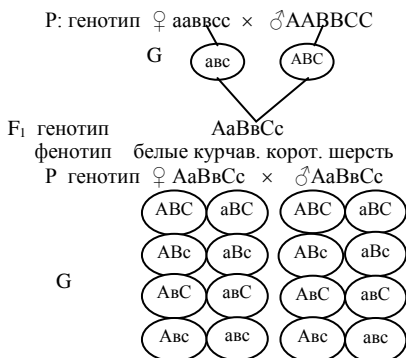 Р: генотип ♀ ааввсс × ♂ААВВСС
G авс АВС
F₁ генотип АаВвСс
фенотип белые курчав. корот. шерсть
Р генотип ♀ АаВвСс × ♂АаВвСс
АВС аВС АВС аВС
АВс аВс АВс аВс
G
АвС авС АвС авС
Авс авс Авс авс